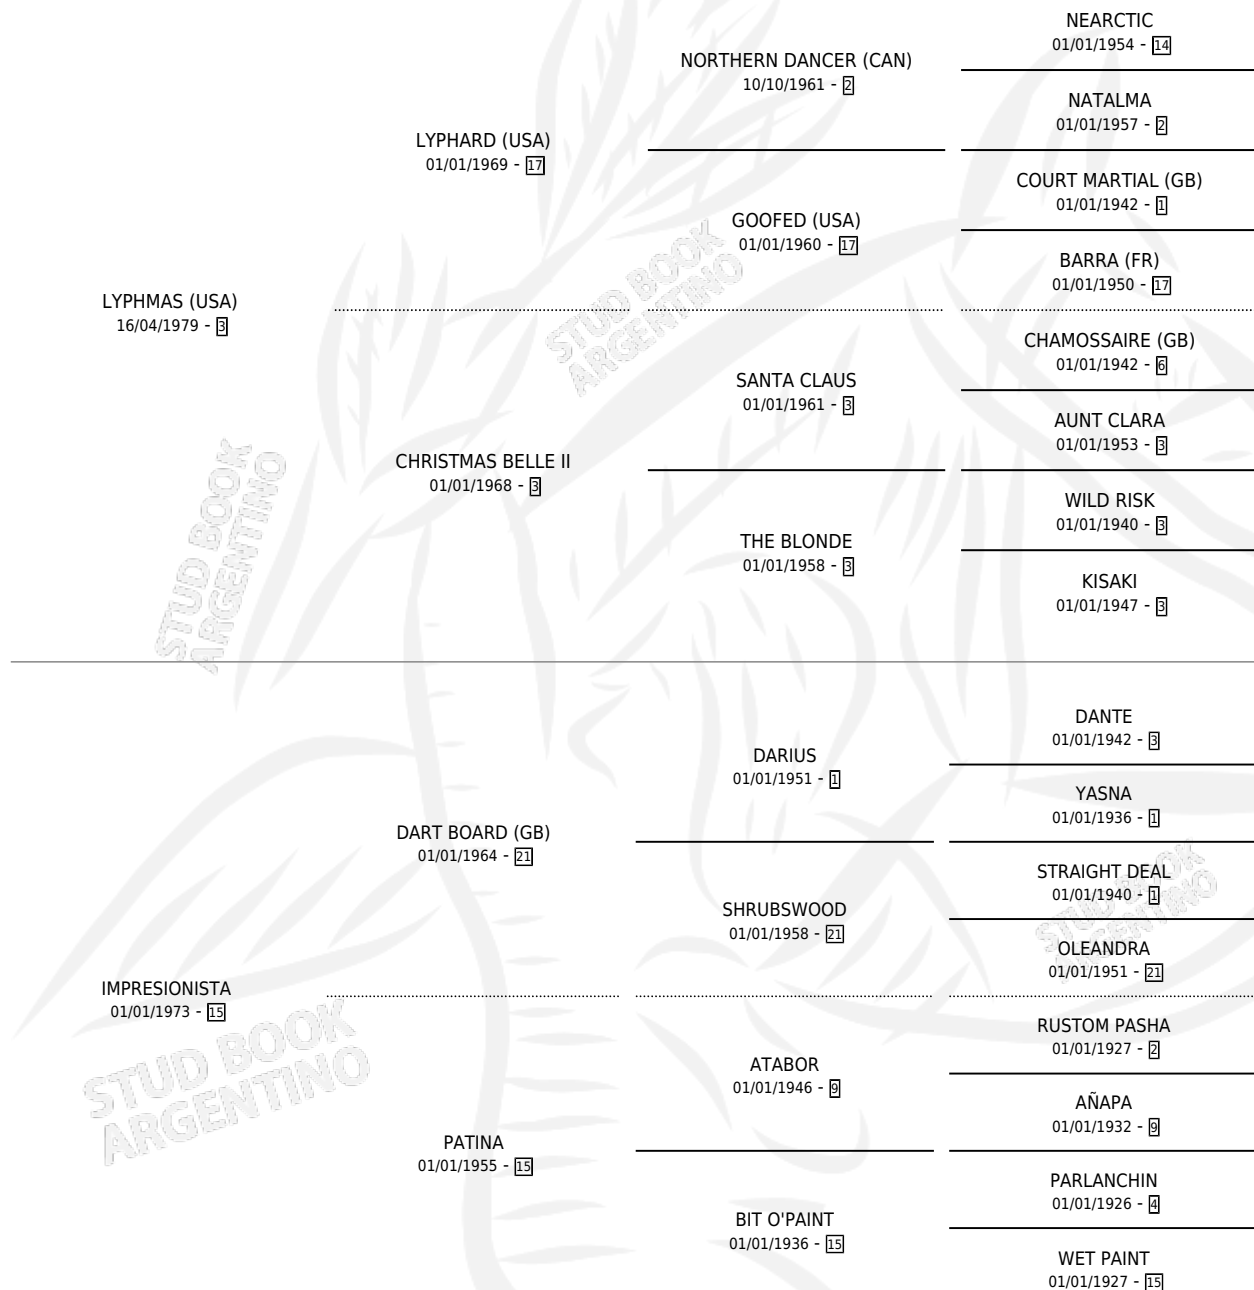 LYPHMAS (USA)
16/04/1979 - 3
LYPHARD (USA)
01/01/1969 - 17
NORTHERN DANCER (CAN)
10/10/1961 - 2
NEARCTIC
01/01/1954 - 14
NATALMA
01/01/1957 - 2
GOOFED (USA)
01/01/1960 - 17
COURT MARTIAL (GB)
01/01/1942 - 1
BARRA (FR)
01/01/1950 - 17
CHRISTMAS BELLE II
01/01/1968 - 3
SANTA CLAUS
01/01/1961 - 3
CHAMOSSAIRE (GB)
01/01/1942 - 6
AUNT CLARA
01/01/1953 - 3
THE BLONDE
01/01/1958 - 3
WILD RISK
01/01/1940 - 3
KISAKI
01/01/1947 - 3
IMPRESIONISTA
01/01/1973 - 15
DART BOARD (GB)
01/01/1964 - 21
DARIUS
01/01/1951 - 1
DANTE
01/01/1942 - 3
YASNA
01/01/1936 - 1
SHRUBSWOOD
01/01/1958 - 21
STRAIGHT DEAL
01/01/1940 - 1
OLEANDRA
01/01/1951 - 21
PATINA
01/01/1955 - 15
ATABOR
01/01/1946 - 9
RUSTOM PASHA
01/01/1927 - 2
AÑAPA
01/01/1932 - 9
BIT O'PAINT
01/01/1936 - 15
PARLANCHIN
01/01/1926 - 4
WET PAINT
01/01/1927 - 15
STUD BOOK
ARGENTINO
STUD BOOK
ARGENTINO
STUD BOOK
ARGENTINO
STUD BOOK
ARGENTINO